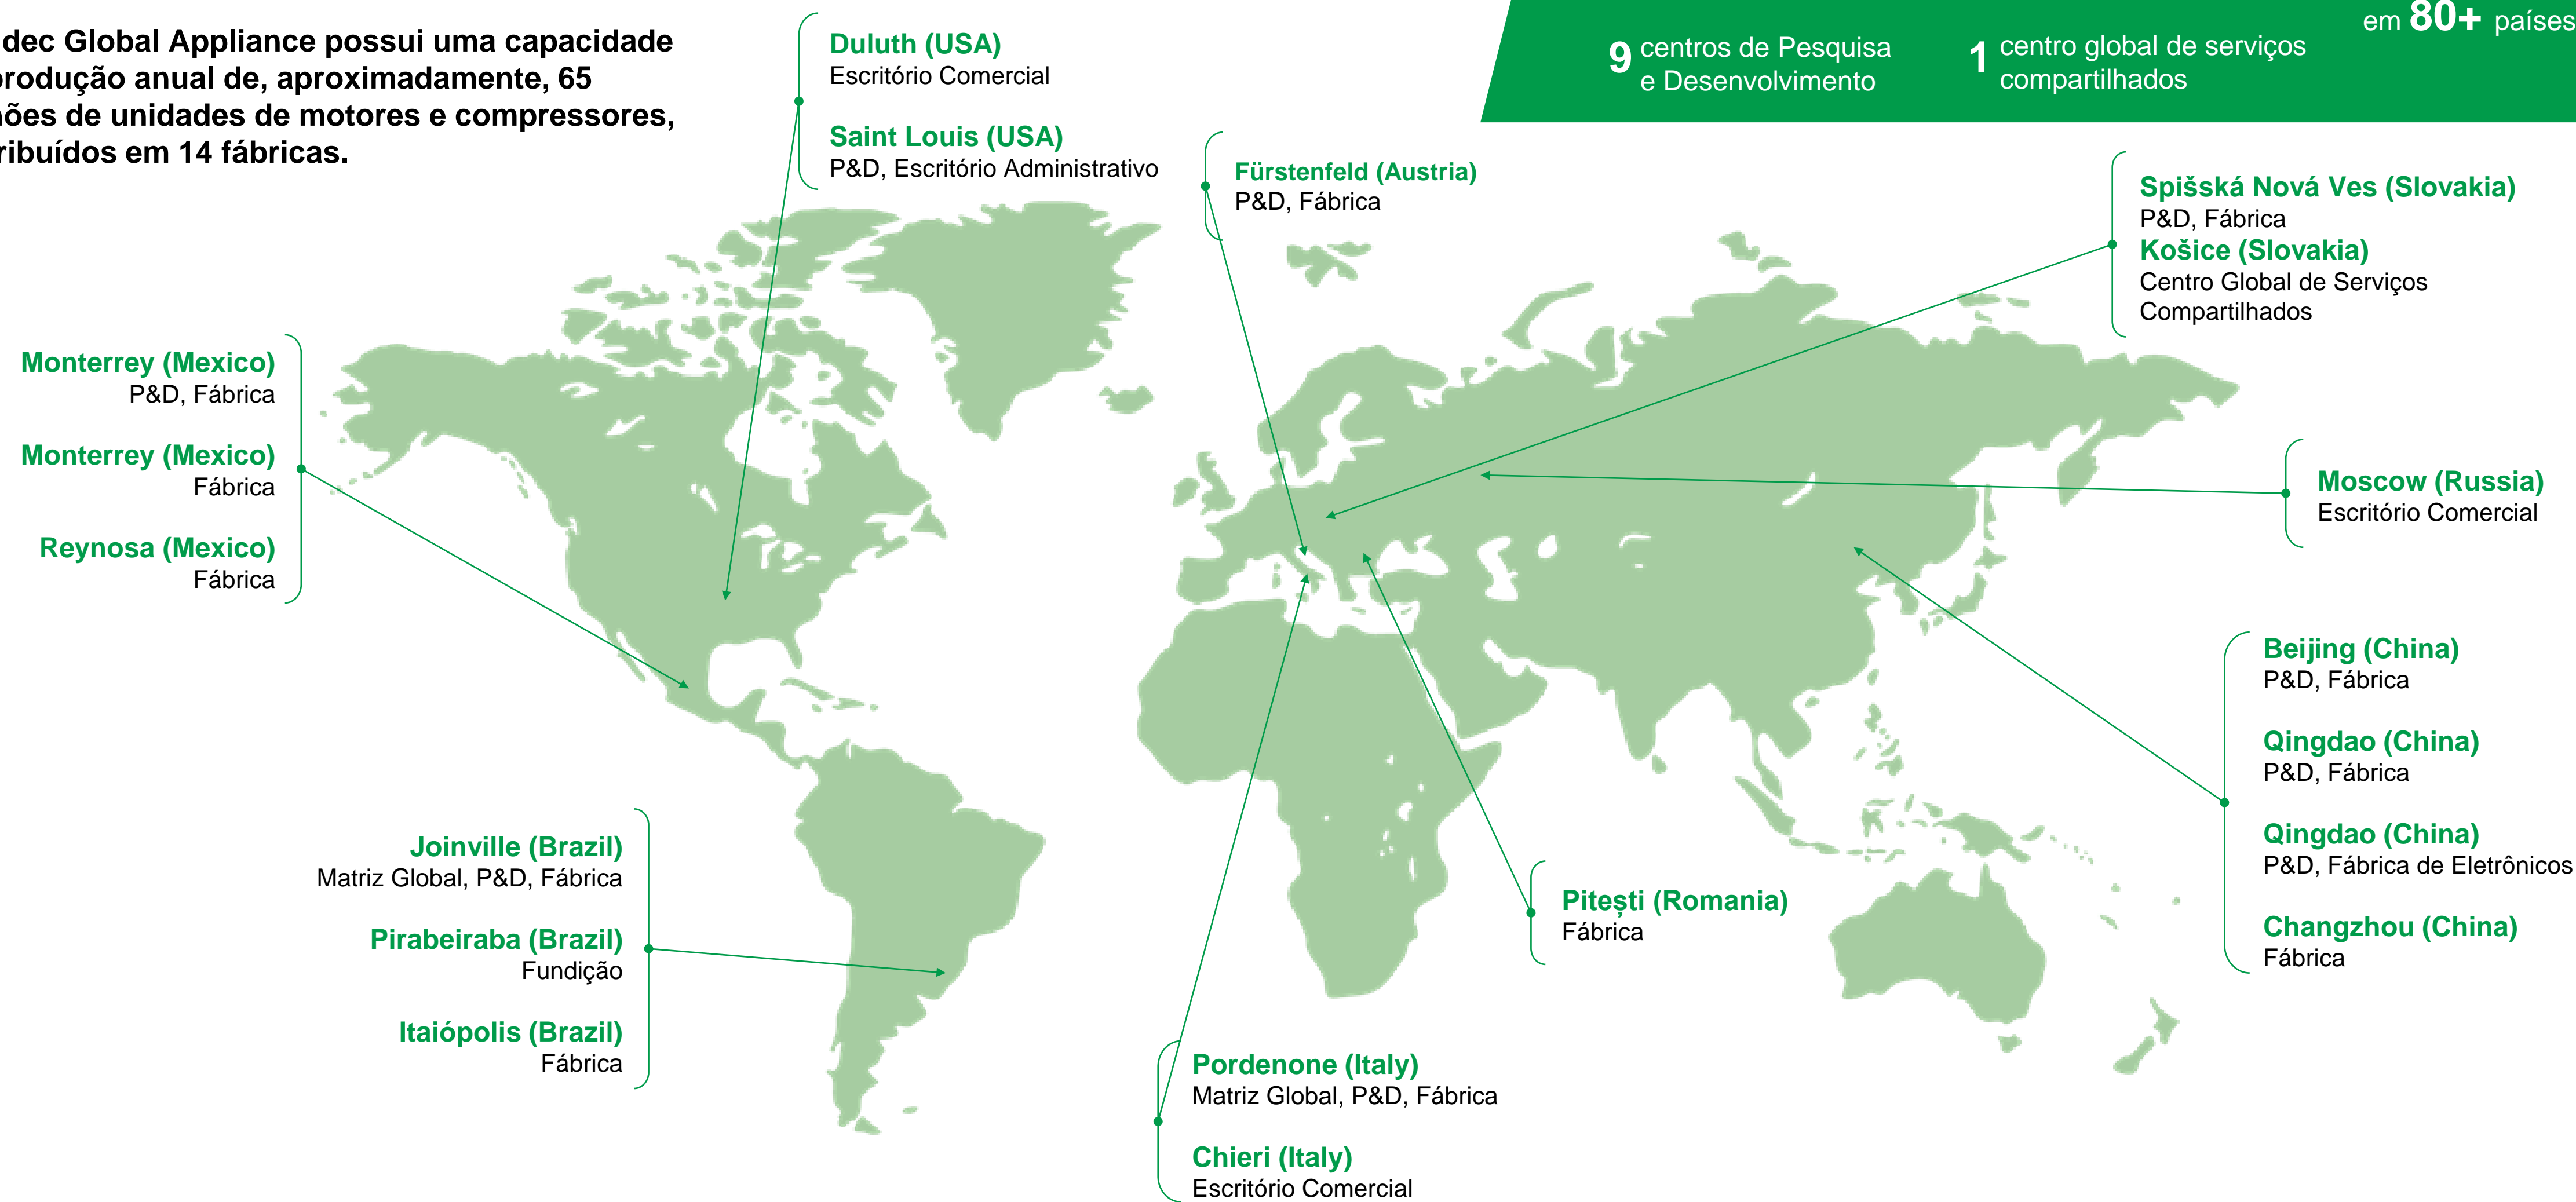 dec Global Appliance possui uma capacidade
produção anual de, aproximadamente, 65
ões de unidades de motores e compressores,
ribuídos em 14 fábricas.
9 centros de Pesquisa
e Desenvolvimento
1 centro global de serviços
compartilhados
em 80+ países
Duluth (USA)
Escritório Comercial
Saint Louis (USA)
P&D, Escritório Administrativo
Fürstenfeld (Austria)
P&D, Fábrica
Spišská Nová Ves (Slovakia)
P&D, Fábrica
Košice (Slovakia)
Centro Global de Serviços
Compartilhados
Monterrey (Mexico)
P&D, Fábrica
Monterrey (Mexico)
Fábrica
Reynosa (Mexico)
Fábrica
Moscow (Russia)
Escritório Comercial
Beijing (China)
P&D, Fábrica
Qingdao (China)
P&D, Fábrica
Qingdao (China)
P&D, Fábrica de Eletrônicos
Changzhou (China)
Fábrica
Joinville (Brazil)
Matriz Global, P&D, Fábrica
Pirabeiraba (Brazil)
Fundição
Itaiópolis (Brazil)
Fábrica
Pitești (Romania)
Fábrica
Pordenone (Italy)
Matriz Global, P&D, Fábrica
Chieri (Italy)
Escritório Comercial